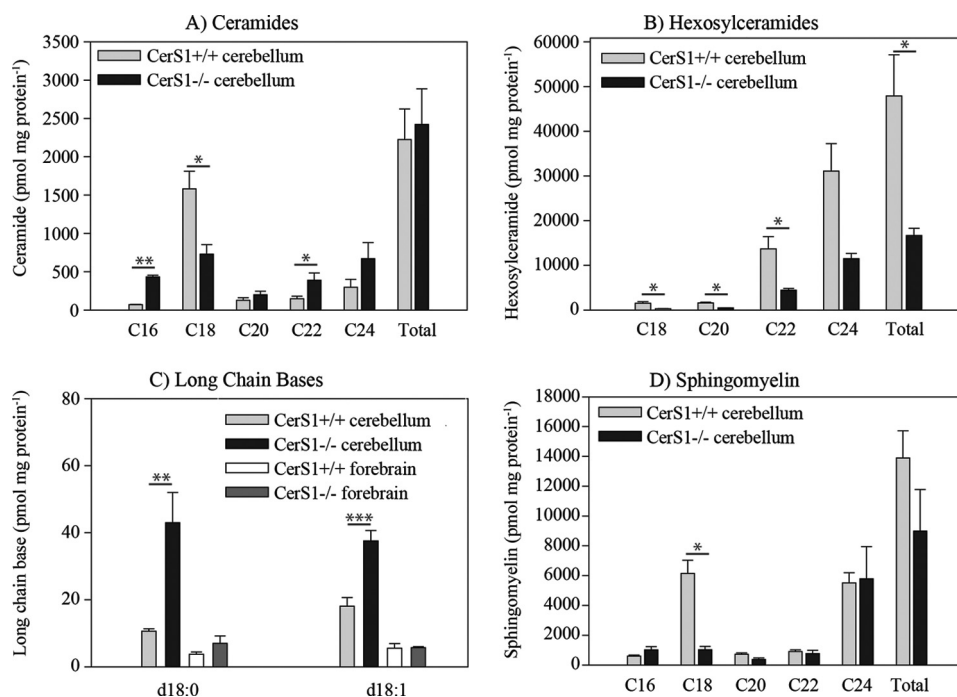 A) Ceramides
Ceramide (pmol mg protein⁻¹)
3500
3000
2500
2000
1500
1000
500
0
CerS1+/+ cerebellum
CerS1-/- cerebellum
**
*
*
C16 C18 C20 C22 C24 Total
B) Hexosylceramides
Hexosylceramide (pmol mg protein⁻¹)
60000
50000
40000
30000
20000
10000
0
CerS1+/+ cerebellum
CerS1-/- cerebellum
*
*
*
*
C18 C20 C22 C24 Total
C) Long Chain Bases
Long chain base (pmol mg protein⁻¹)
80
60
40
20
0
CerS1+/+ cerebellum
CerS1-/- cerebellum
CerS1+/+ forebrain
CerS1-/- forebrain
**
***
d18:0 d18:1
D) Sphingomyelin
Sphingomyelin (pmol mg protein⁻¹)
18000
16000
14000
12000
10000
8000
6000
4000
2000
0
CerS1+/+ cerebellum
CerS1-/- cerebellum
*
C16 C18 C20 C22 C24 Total